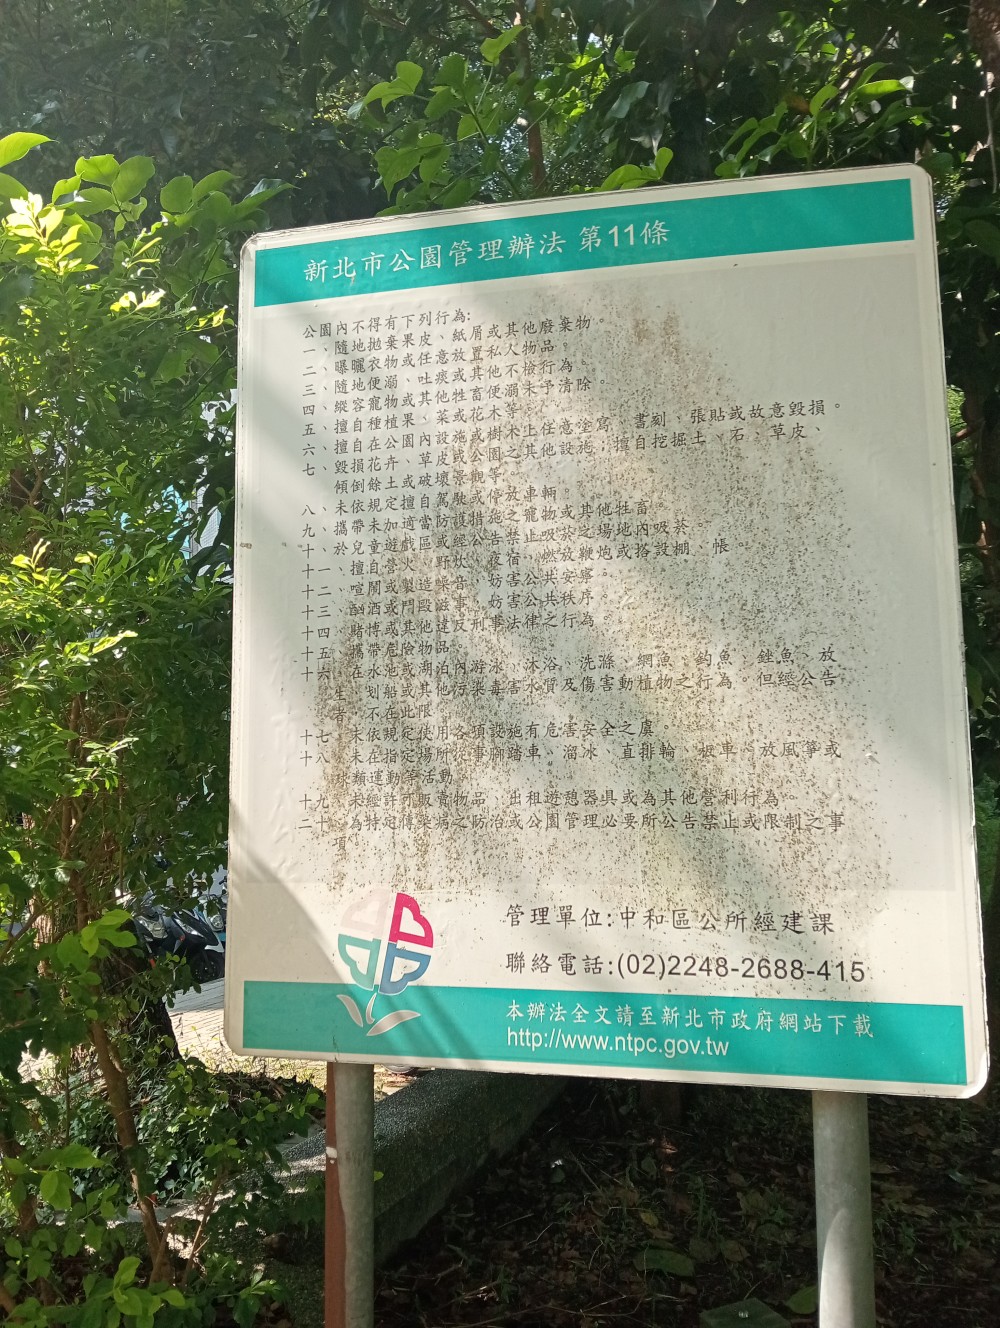 新北市公園管理辦法 第11條
公園內不得有下列行為:
一、隨地拋棄果皮、紙屑或其他廢棄物。
二、曝曬衣物或任意放置私人物品。
三、隨地便溺、吐痰或其他不檢行為。
四、縱容寵物或其他牲畜便溺未予清除。
五、擅自種植果、菜或花木等。
六、擅自在公園內設施或樹木上任意塗寫、書刻、張貼或故意毀損。
七、毀損花卉、草皮或公園之其他設施；擅自挖掘土、石、草皮、
傾倒餘土或破壞景觀等。
八、未依規定擅自駕駛或停放車輛。
九、攜帶未加適當防護措施之寵物或其他牲畜。
十、於兒童遊戲區或經公告禁止吸菸之場地內吸菸。
十一、擅自營火、野炊、夜宿、燃放鞭炮或搭設棚、帳。
十二、喧鬧或製造噪音，妨害公共安寧。
十三、酗酒或鬥毆滋事，妨害公共秩序。
十四、賭博或其他違反刑事法律之行為。
十五、攜帶危險物品。
十六、在水池或湖泊內游泳、沐浴、洗滌、網魚、釣魚、銼魚、放
生、划船或其他污染毒害水質及傷害動植物之行為。但經公告
者，不在此限。
十七、未依規定使用各項設施有危害安全之虞。
十八、未在指定場所從事腳踏車、溜冰、直排輪、板車、放風箏或
球類運動等活動。
十九、未經許可販賣物品、出租遊憩器具或為其他營利行為。
二十、為特定傳染病之防治或公園管理必要所公告禁止或限制之事
項。
管理單位:中和區公所經建課
聯絡電話:(02)2248-2688-415
本辦法全文請至新北市政府網站下載
http://www.ntpc.gov.tw